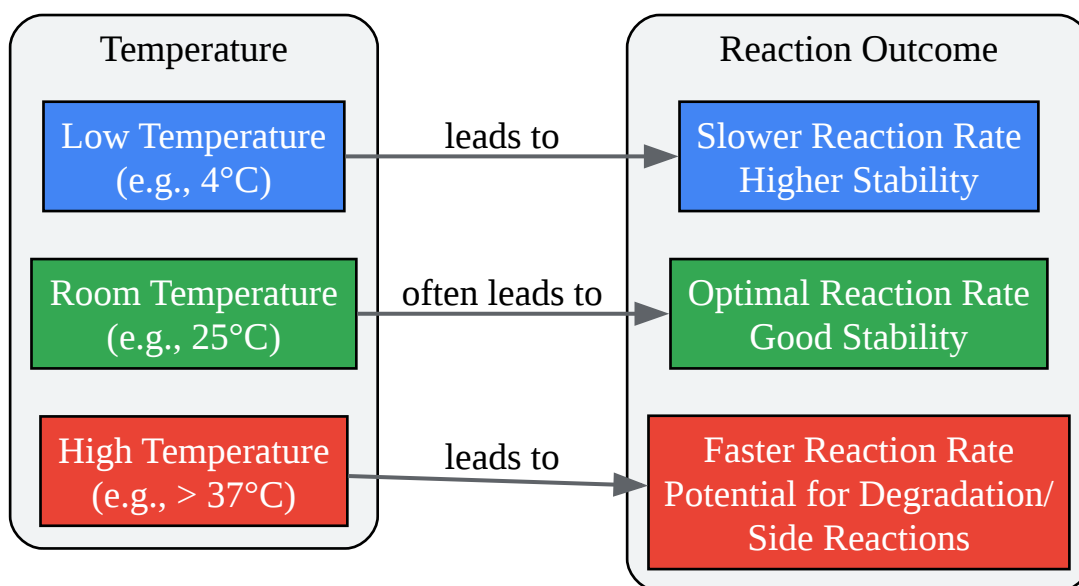 Temperature
Reaction Outcome
Low Temperature
(e.g., 4°C)
leads to
Slower Reaction Rate
Higher Stability
Room Temperature
(e.g., 25°C)
often leads to
Optimal Reaction Rate
Good Stability
High Temperature
(e.g., > 37°C)
leads to
Faster Reaction Rate
Potential for Degradation/
Side Reactions